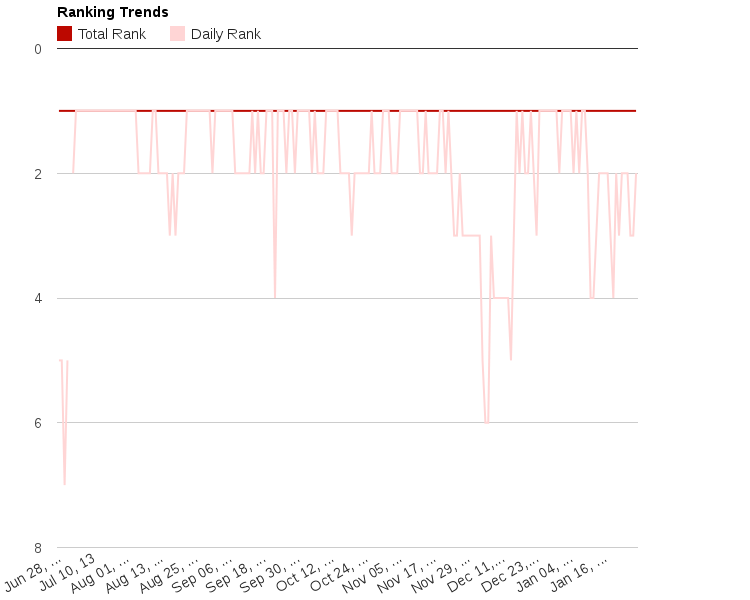 Ranking Trends
Total Rank Daily Rank
0
2
4
6
8
Jun 28, ... Jul 10, 13 Aug 01, ... Aug 13, ... Aug 25, ... Sep 06, ... Sep 18, ... Sep 30, ... Oct 12, ... Oct 24, ... Nov 05, ... Nov 17, ... Nov 29, ... Dec 11,... Dec 23,... Jan 04, ... Jan 16, ...